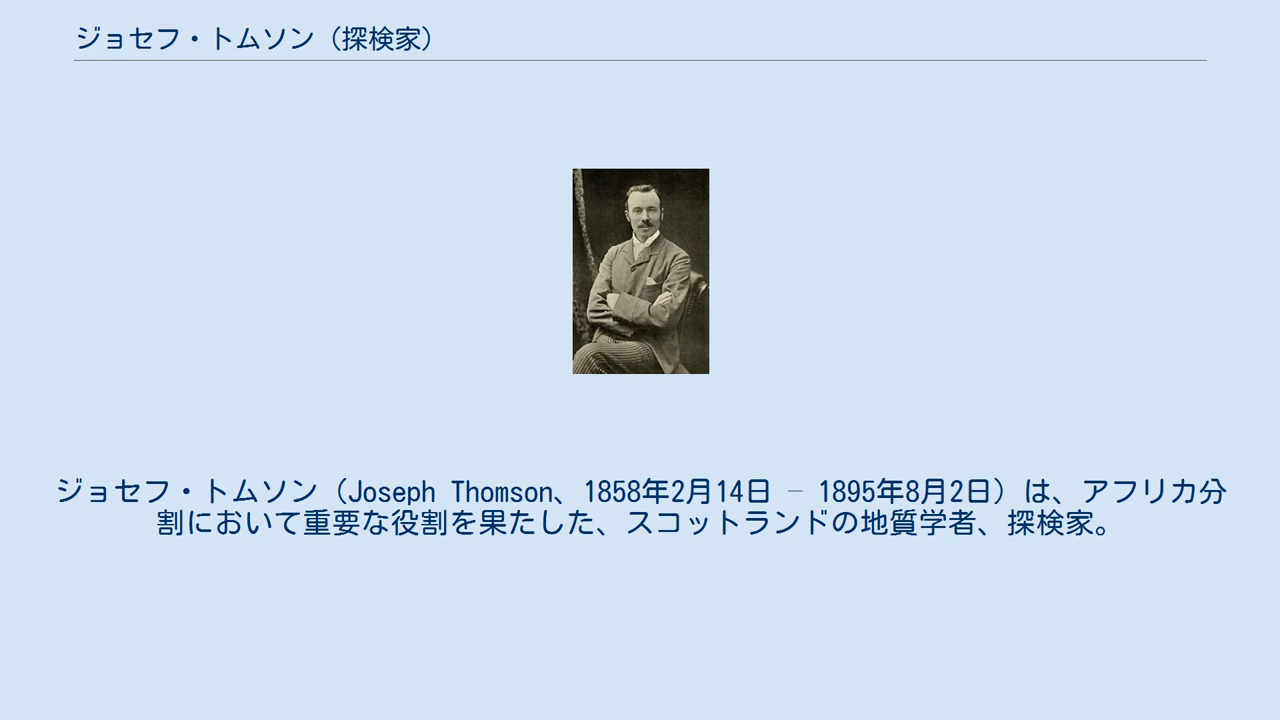 ジョセフ・トムソン（探検家）
ジョセフ・トムソン（Joseph Thomson、1858年2月14日 – 1895年8月2日）は、アフリカ分
割において重要な役割を果たした、スコットランドの地質学者、探検家。